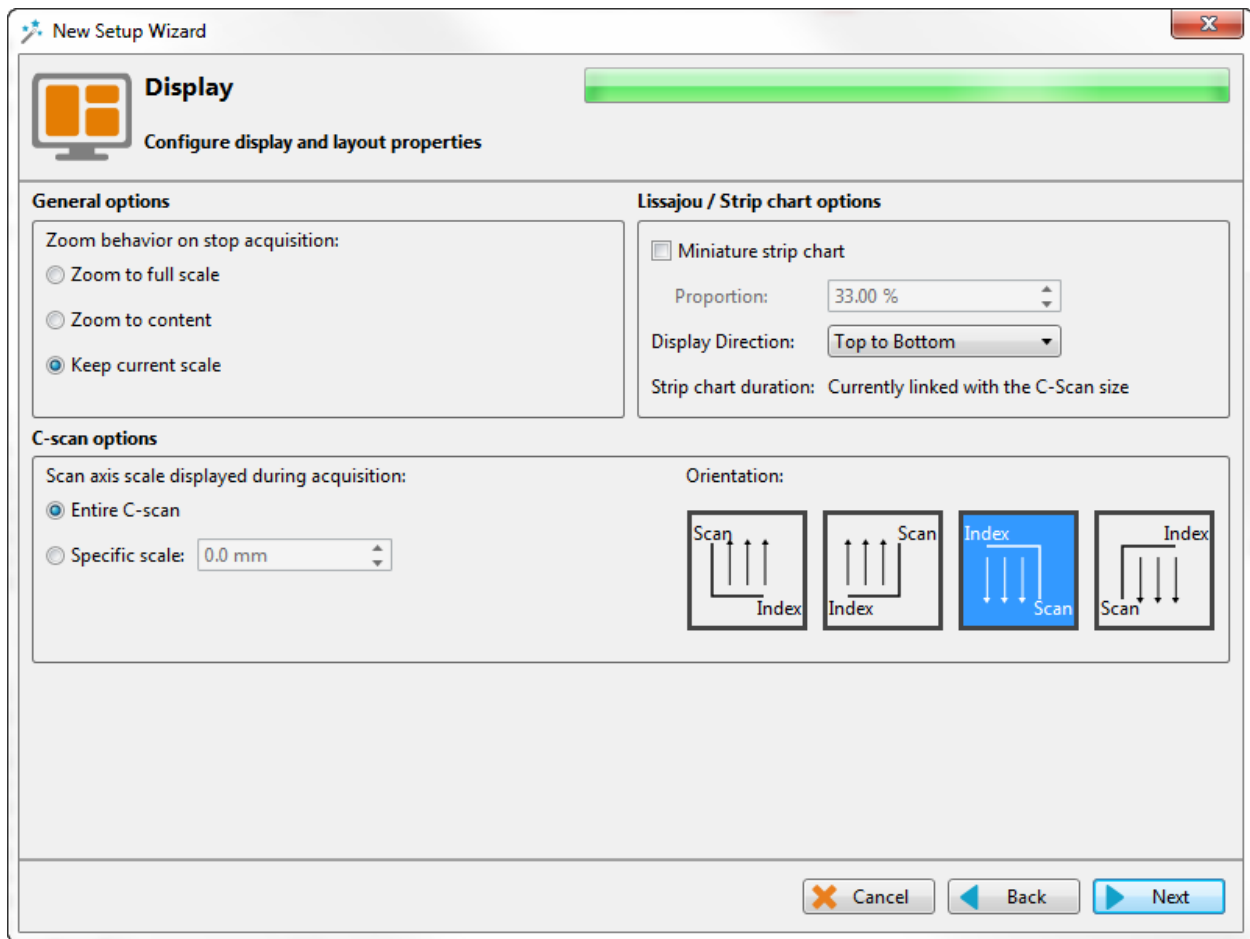 New Setup Wizard
Display
Configure display and layout properties
General options
Zoom behavior on stop acquisition:
Zoom to full scale
Zoom to content
Keep current scale
Lissajou / Strip chart options
Miniature strip chart
Proportion: 33.00 %
Display Direction: Top to Bottom
Strip chart duration: Currently linked with the C-Scan size
C-scan options
Scan axis scale displayed during acquisition:
Entire C-scan
Specific scale: 0.0 mm
Orientation:
Scan
Index
Scan
Index
Index
Scan
Index
Scan
Cancel
Back
Next